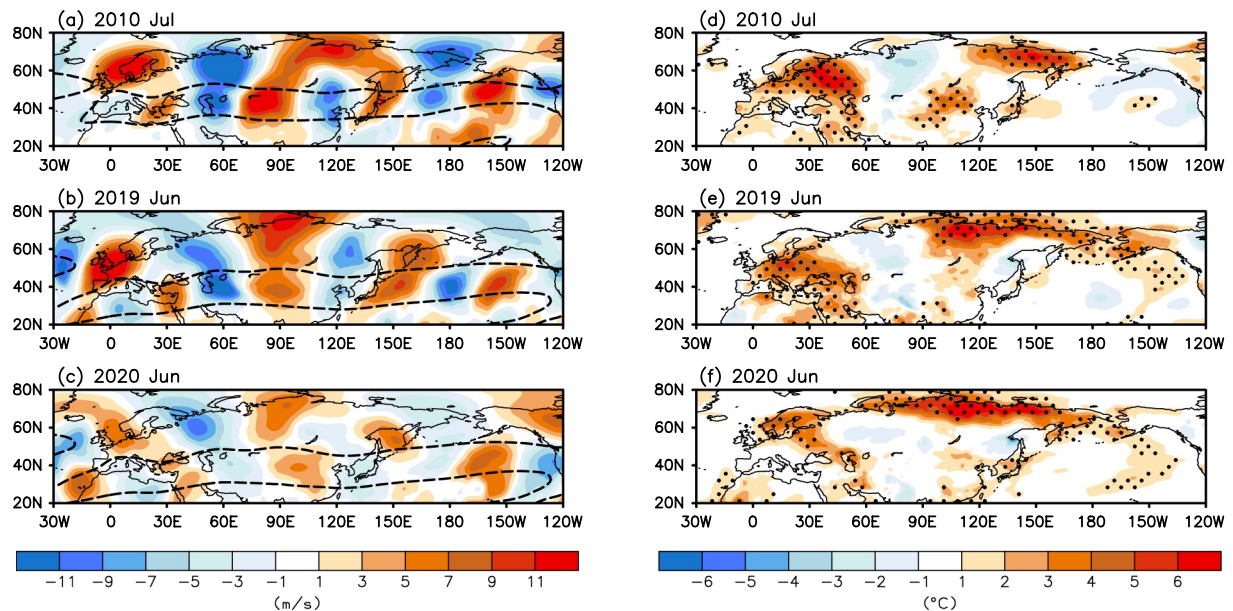 (a) 2010 Jul
80N
60N
40N
20N
30W 0 30E 60E 90E 120E 150E 180 150W 120W
(d) 2010 Jul
80N
60N
40N
20N
30W 0 30E 60E 90E 120E 150E 180 150W 120W
(b) 2019 Jun
80N
60N
40N
20N
30W 0 30E 60E 90E 120E 150E 180 150W 120W
(e) 2019 Jun
80N
60N
40N
20N
30W 0 30E 60E 90E 120E 150E 180 150W 120W
(c) 2020 Jun
80N
60N
40N
20N
30W 0 30E 60E 90E 120E 150E 180 150W 120W
(f) 2020 Jun
80N
60N
40N
20N
30W 0 30E 60E 90E 120E 150E 180 150W 120W
−11 −9 −7 −5 −3 −1 1 3 5 7 9 11
(m/s)
−6 −5 −4 −3 −2 −1 1 2 3 4 5 6
(°C)